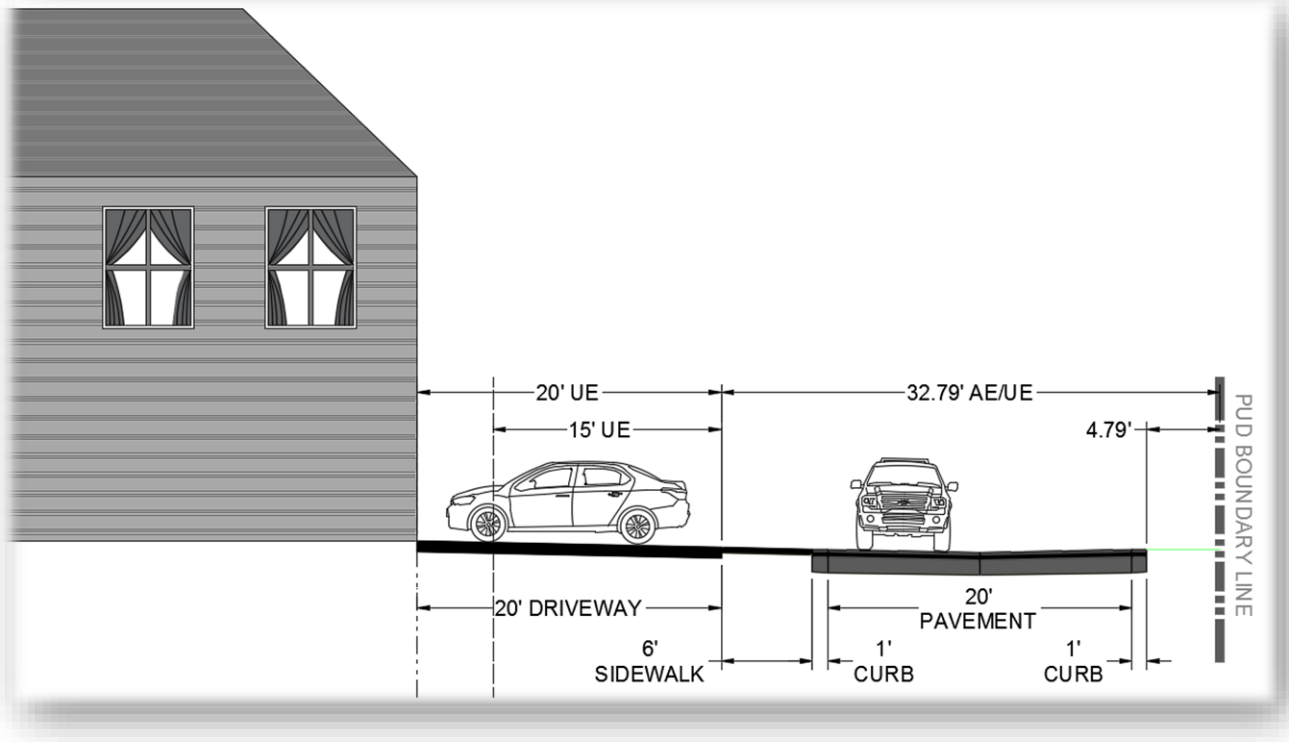 20' UE
32.79' AE/UE
15' UE
4.79'
PUD BOUNDARY LINE
20' DRIVEWAY
20'
PAVEMENT
6'
SIDEWALK
1'
CURB
1'
CURB